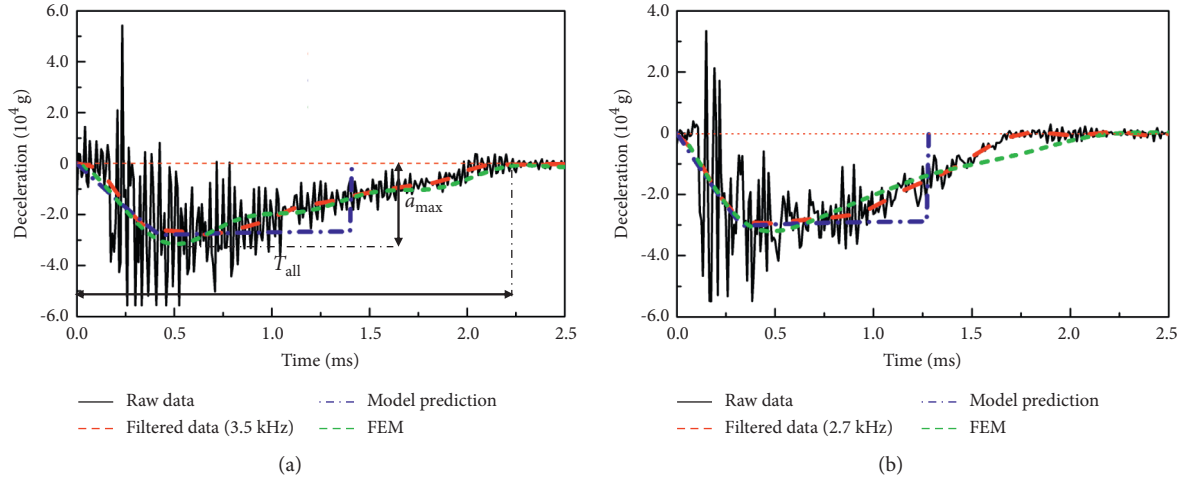 6.0
4.0
2.0
0
-2.0
-4.0
-6.0
Deceleration (10⁴ g)
0.0 0.5 1.0 1.5 2.0 2.5
Time (ms)
a_max
T_all
Raw data
Filtered data (3.5 kHz)
Model prediction
FEM
(a)
4.0
2.0
0
-2.0
-4.0
-6.0
Deceleration (10⁴ g)
0.0 0.5 1.0 1.5 2.0 2.5
Time (ms)
Raw data
Filtered data (2.7 kHz)
Model prediction
FEM
(b)